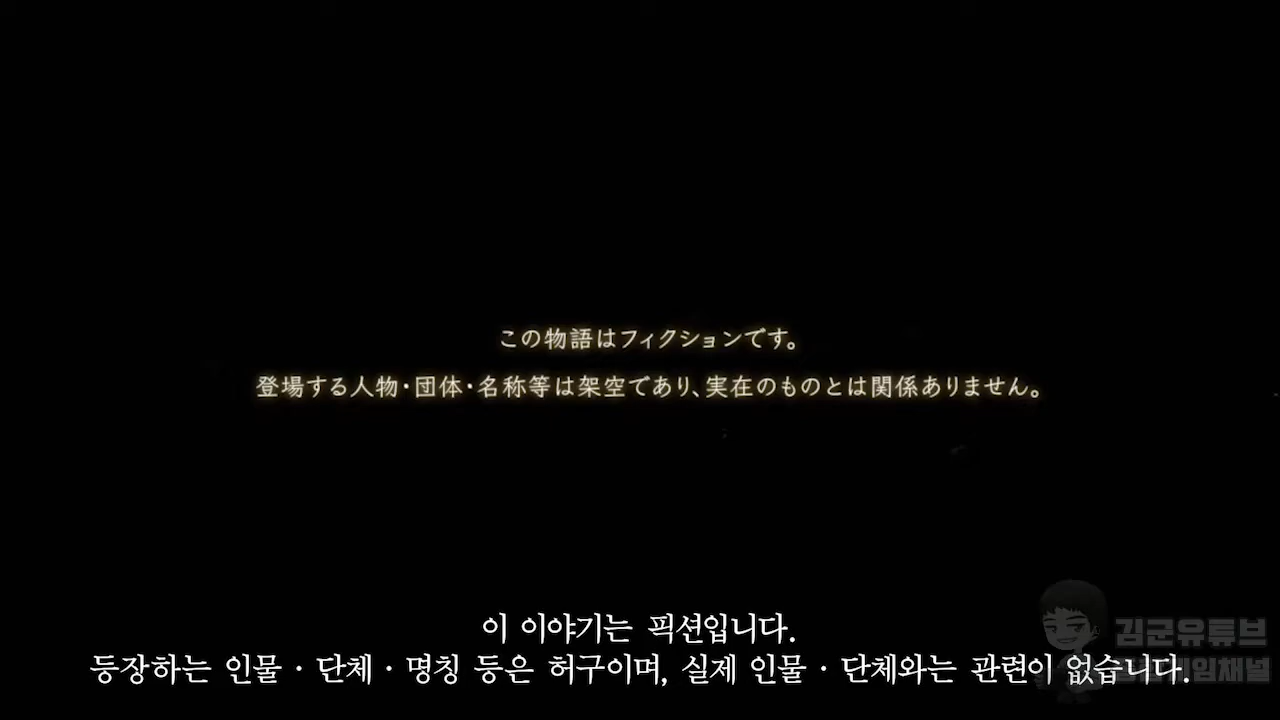 この物語はフィクションです。
登場する人物・団体・名称等は架空であり、実在のものとは関係ありません。
이 이야기는 픽션입니다.
등장하는 인물 · 단체 · 명칭 등은 허구이며, 실제 인물 · 단체와는 관련이 없습니다.
김군유튜브
게임채널